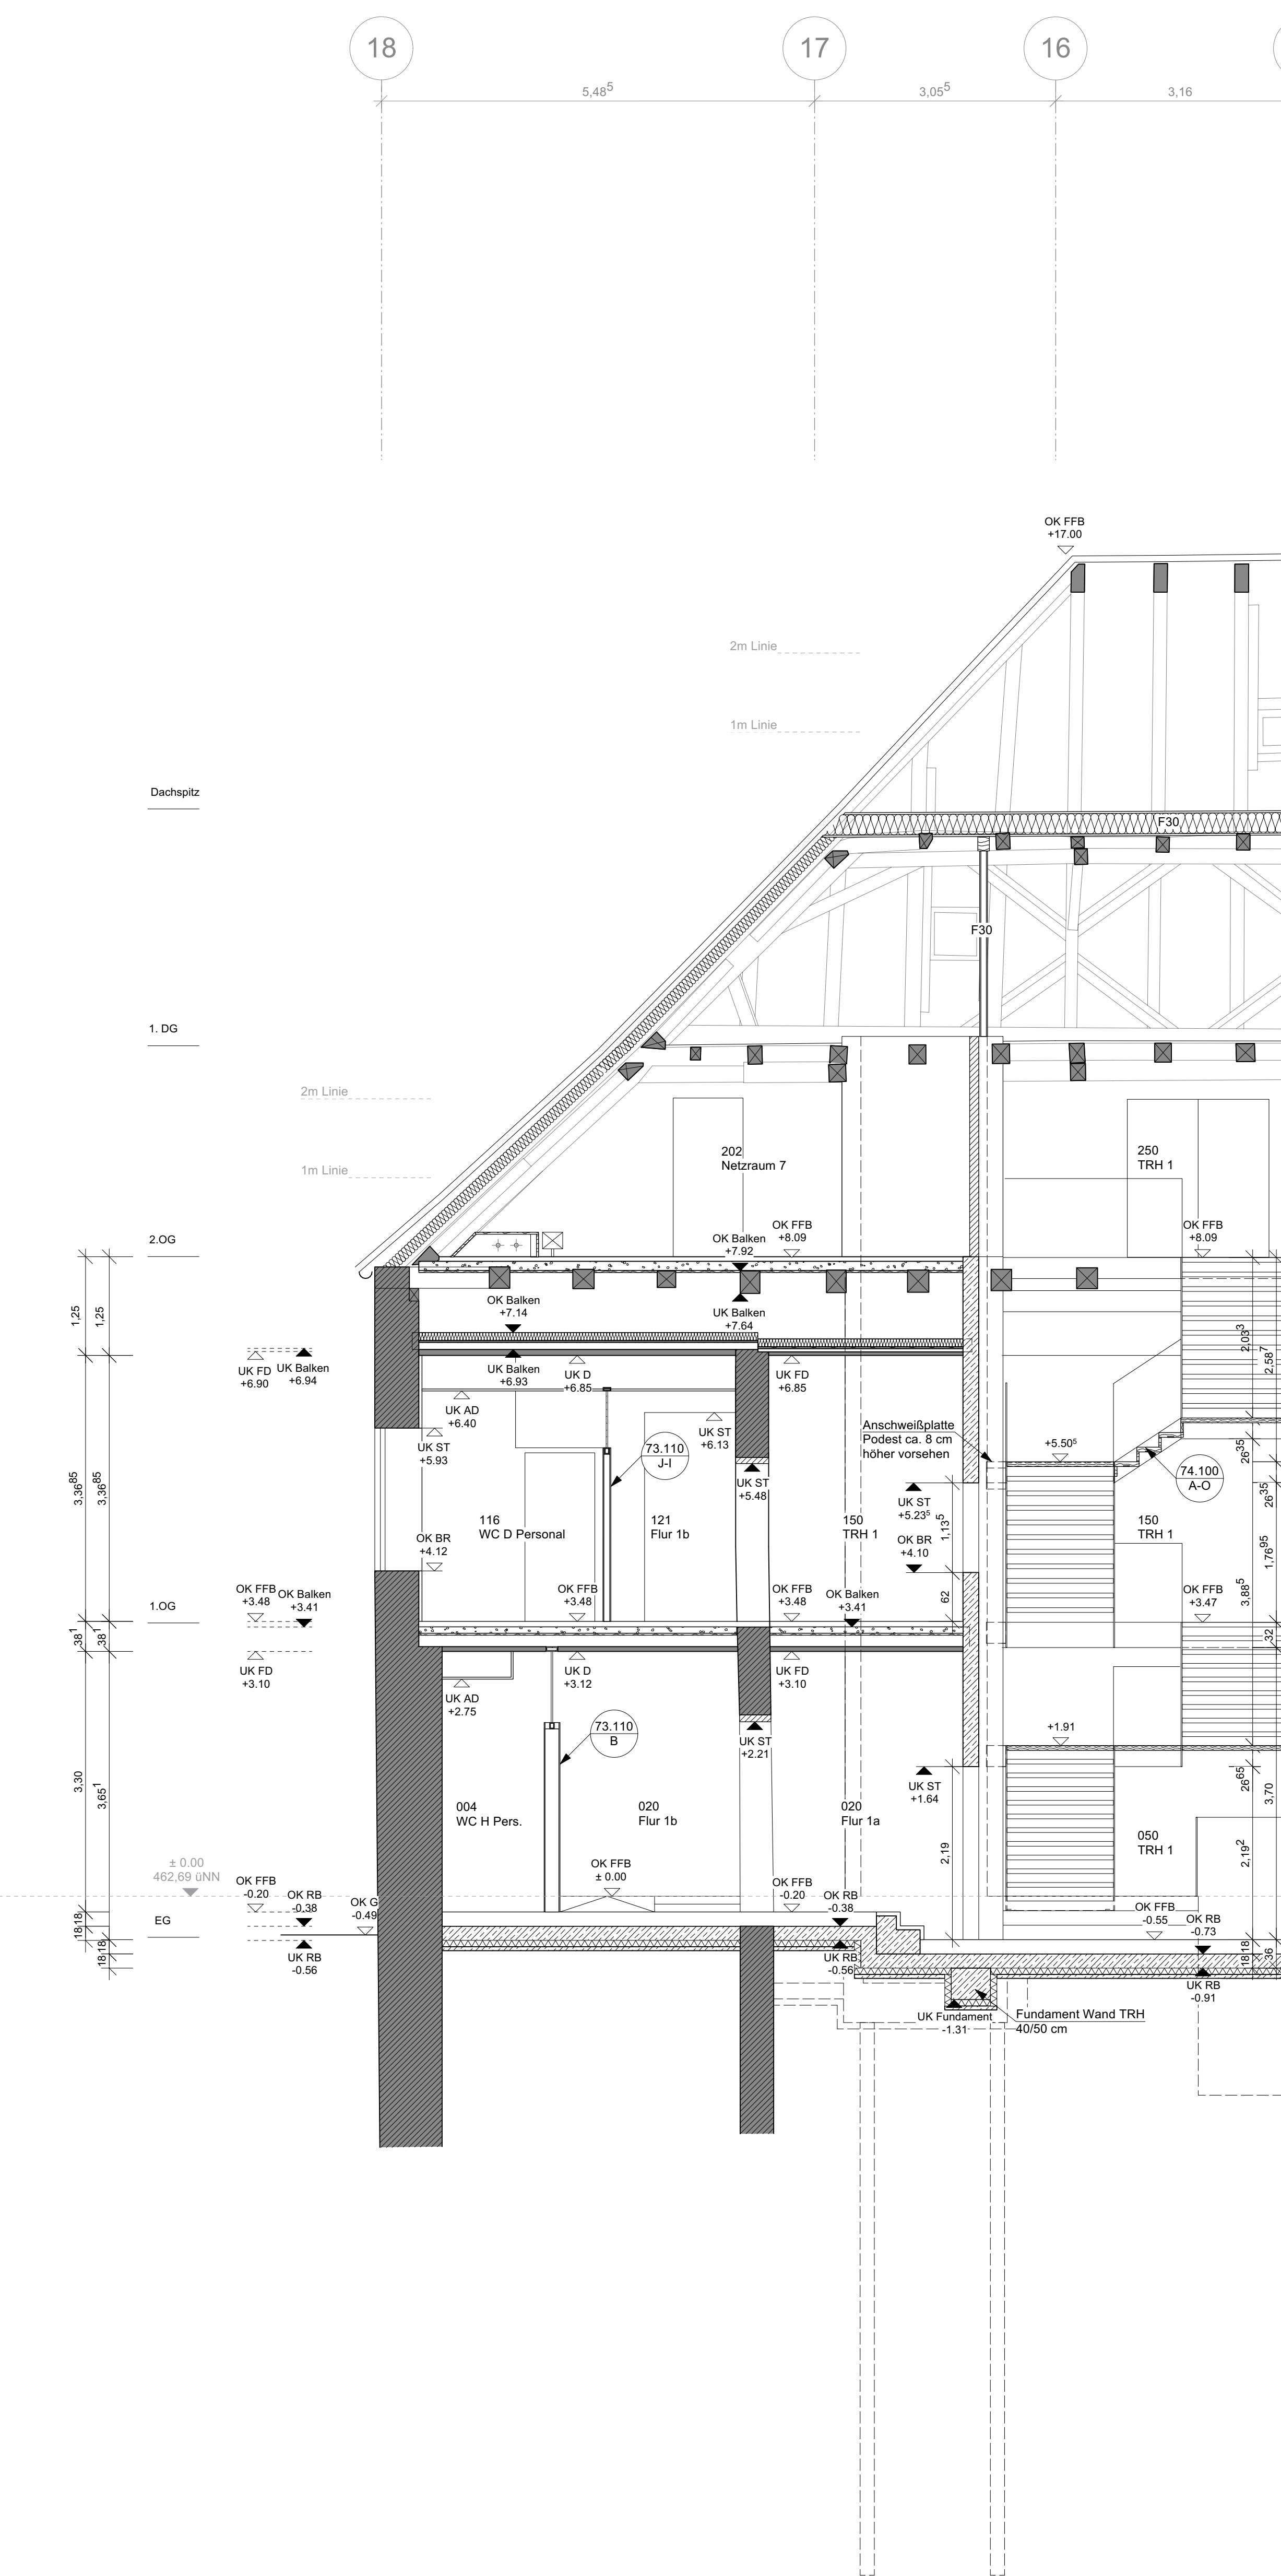 18
17
16
5,48⁵
3,05⁵
3,16
OK FFB
+17.00
2m Linie
1m Linie
Dachspitz
F30
F30
1. DG
2m Linie
1m Linie
202
Netzraum 7
250
TRH 1
2.OG
OK Balken
+7.92
OK FFB
+8.09
OK FFB
+8.09
1,25
1,25
OK Balken
+7.14
UK Balken
+7.64
UK FD
+6.90
UK Balken
+6.94
UK Balken
+6.93
UK D
+6.85
UK FD
+6.85
2,03³
2,58⁷
UK AD
+6.40
UK ST
+6.13
UK ST
+5.93
73.110
J-I
Anschweißplatte
Podest ca. 8 cm
höher vorsehen
+5.50⁵
26³⁵
74.100
A-O
UK ST
+5.48
UK ST
+5.23⁵
3,36⁸⁵
3,36⁸⁵
26³⁵
116
WC D Personal
121
Flur 1b
150
TRH 1
1,13⁵
150
TRH 1
OK BR
+4.12
OK BR
+4.10
1,76⁹⁵
3,88⁵
OK FFB
+3.48
OK Balken
+3.41
OK FFB
+3.48
OK FFB
+3.48
OK Balken
+3.41
62
OK FFB
+3.47
1.OG
38¹
38¹
32
UK FD
+3.10
UK D
+3.12
UK FD
+3.10
UK AD
+2.75
73.110
B
UK ST
+2.21
+1.91
UK ST
+1.64
26⁶⁵
3,30
3,65¹
3,70
004
WC H Pers.
020
Flur 1b
020
Flur 1a
050
TRH 1
2,19
2,19²
± 0.00
462,69 üNN
OK FFB
± 0.00
OK FFB
-0.20
OK RB
-0.38
OK G
-0.49
OK FFB
-0.20
OK RB
-0.38
OK FFB
-0.55
OK RB
-0.73
EG
18
18
18
18
UK RB
-0.56
UK RB
-0.56
18
18
36
UK RB
-0.91
UK Fundament
-1.31
Fundament Wand TRH
40/50 cm